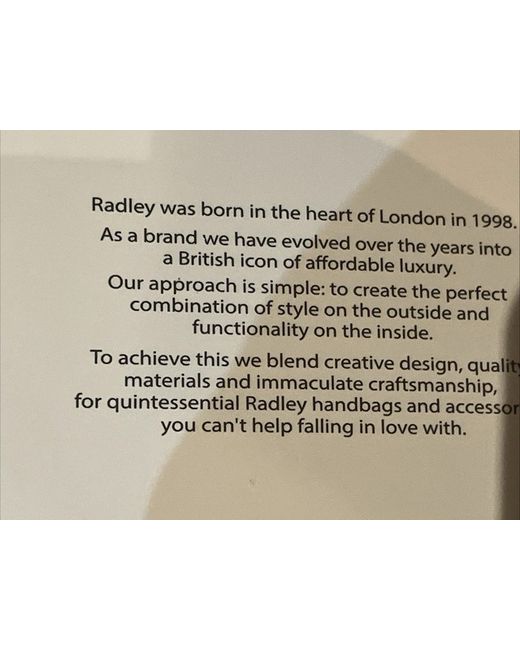 Radley was born in the heart of London in 1998.
As a brand we have evolved over the years into
a British icon of affordable luxury.
Our approach is simple: to create the perfect
combination of style on the outside and
functionality on the inside.
To achieve this we blend creative design, quality
materials and immaculate craftsmanship,
for quintessential Radley handbags and accessor
you can't help falling in love with.